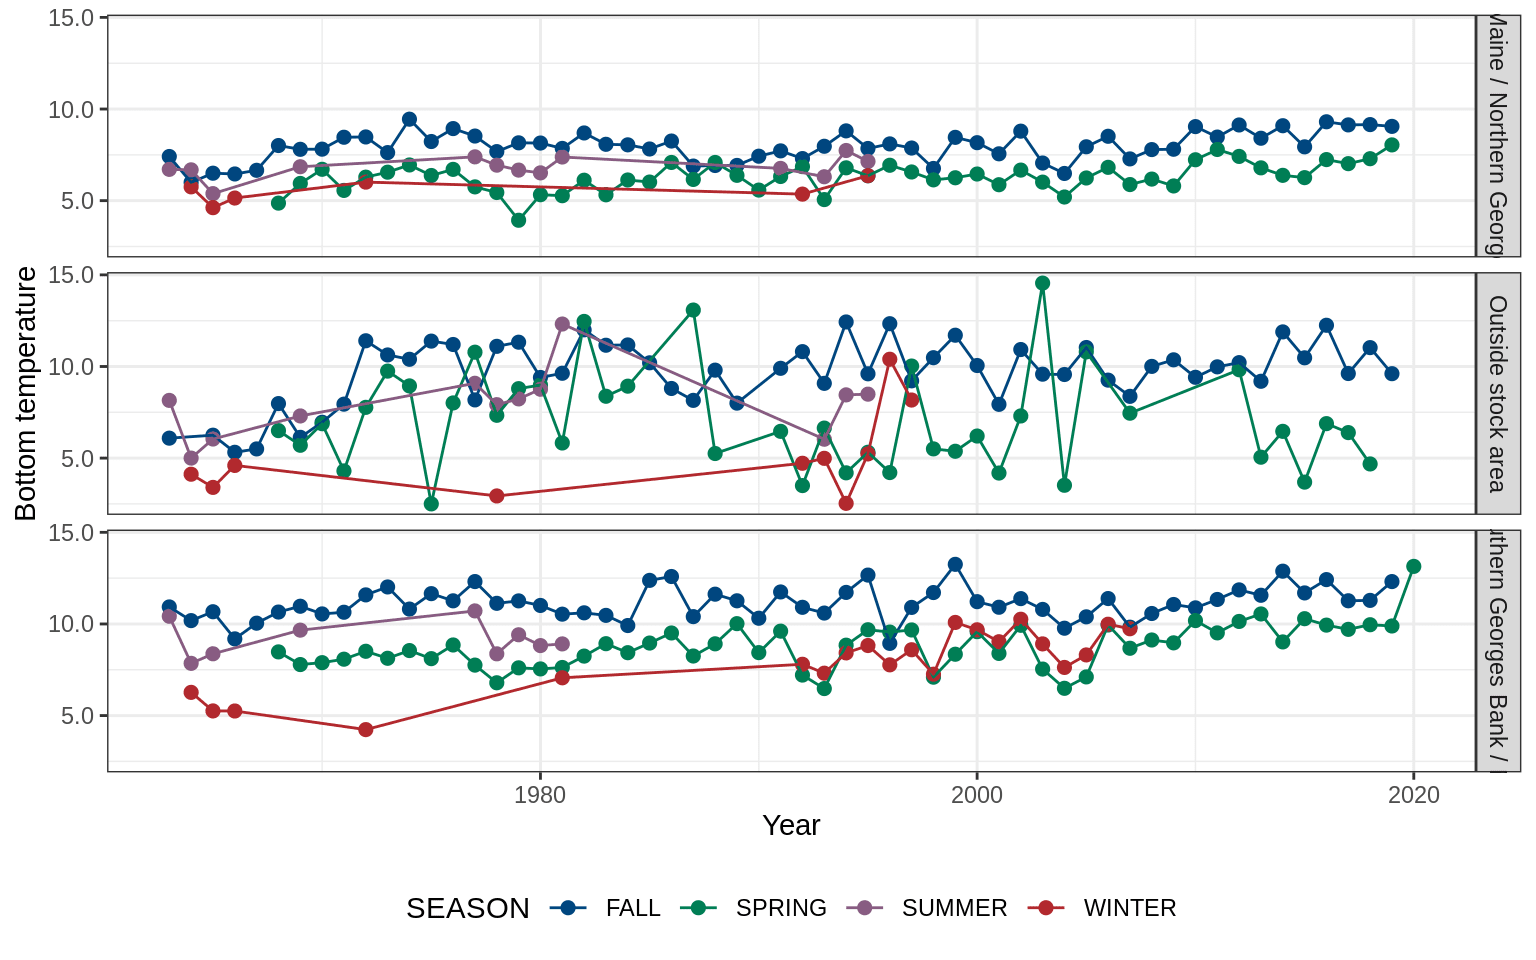 15.0
10.0
5.0
Maine / Northern Georg
15.0
10.0
5.0
Outside stock area
15.0
10.0
5.0
thern Georges Bank /
Bottom temperature
1980
2000
2020
Year
SEASON FALL SPRING SUMMER WINTER